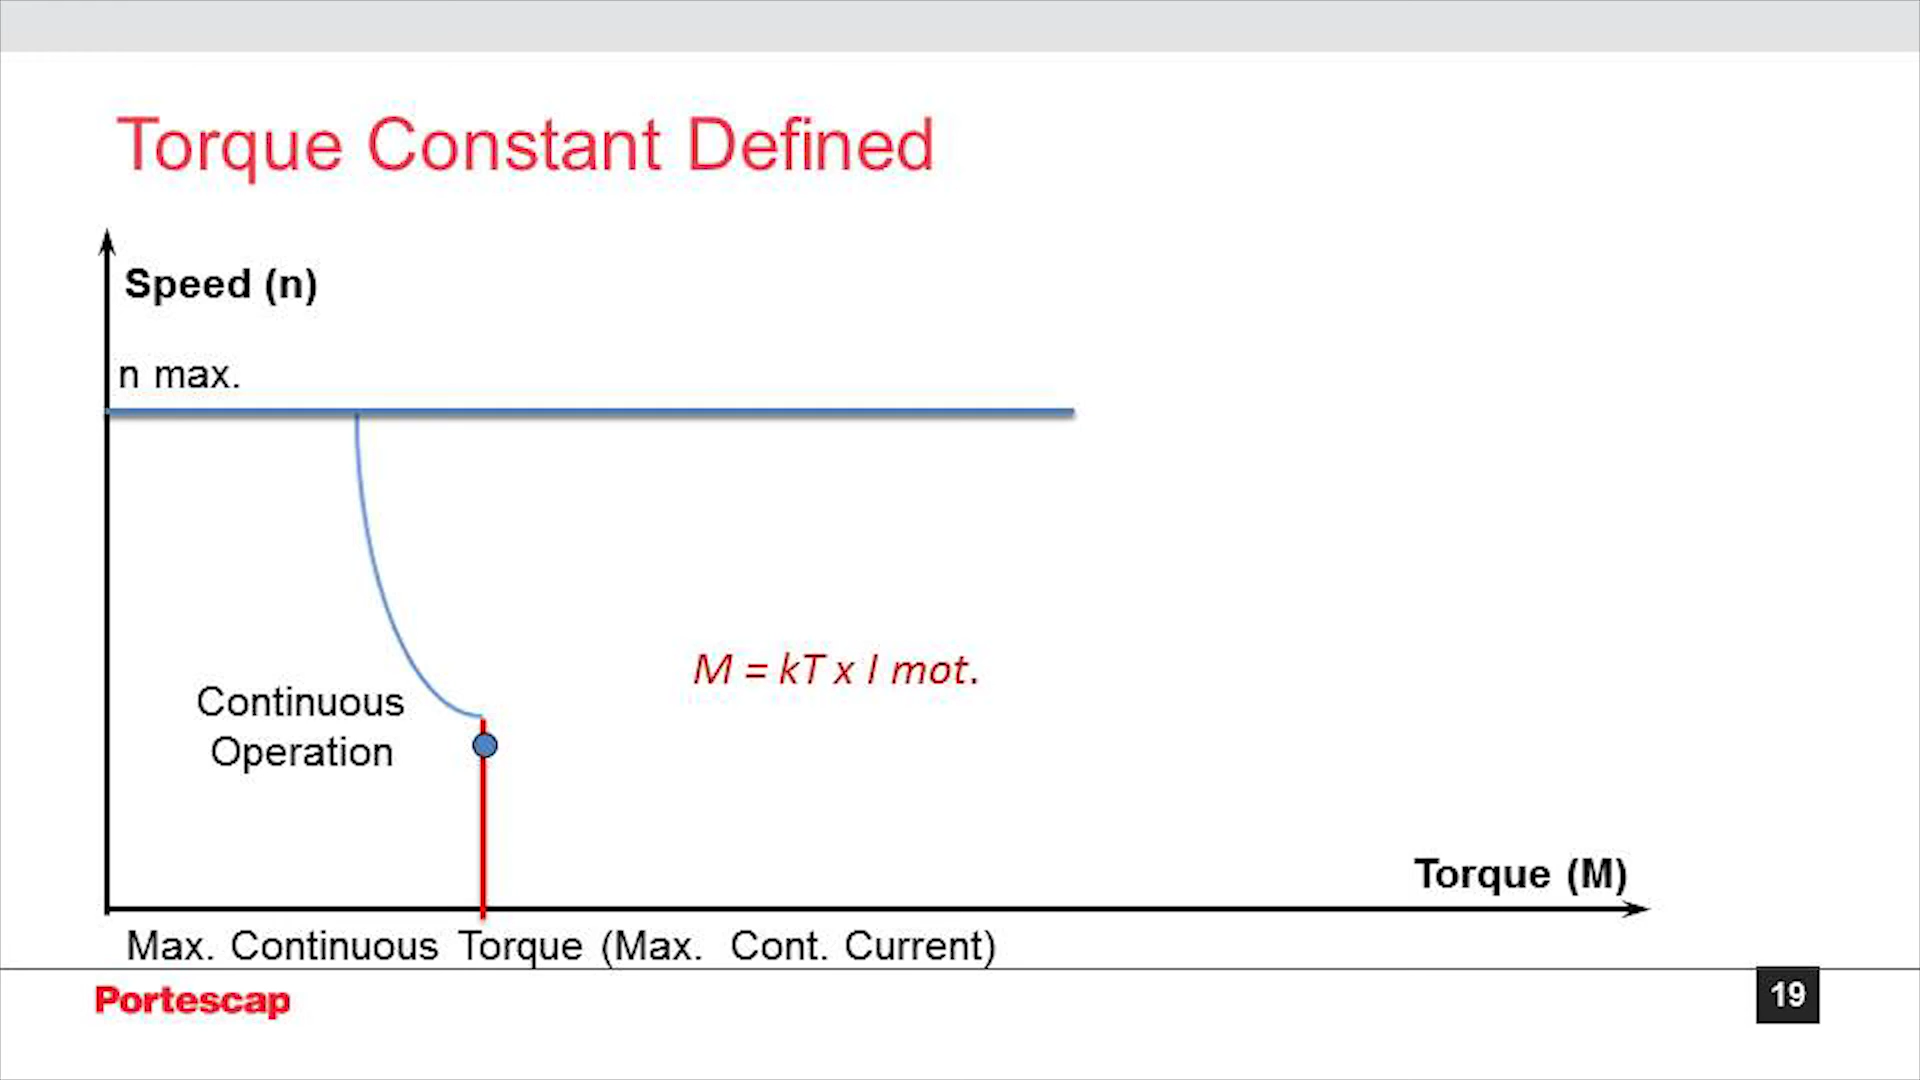 Torque Constant Defined
Speed (n)
n max.
M = kT x I mot.
Continuous
Operation
Torque (M)
Max. Continuous Torque (Max. Cont. Current)
Portescap
19